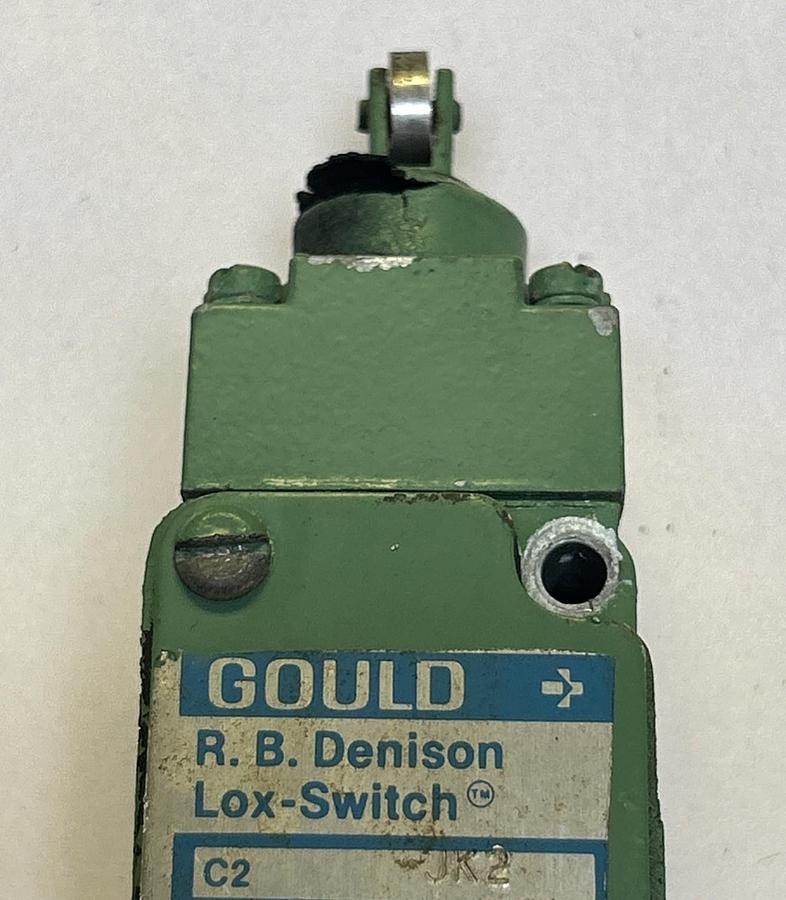 GOULD
R. B. Denison
Lox-Switch™
C2 JK2